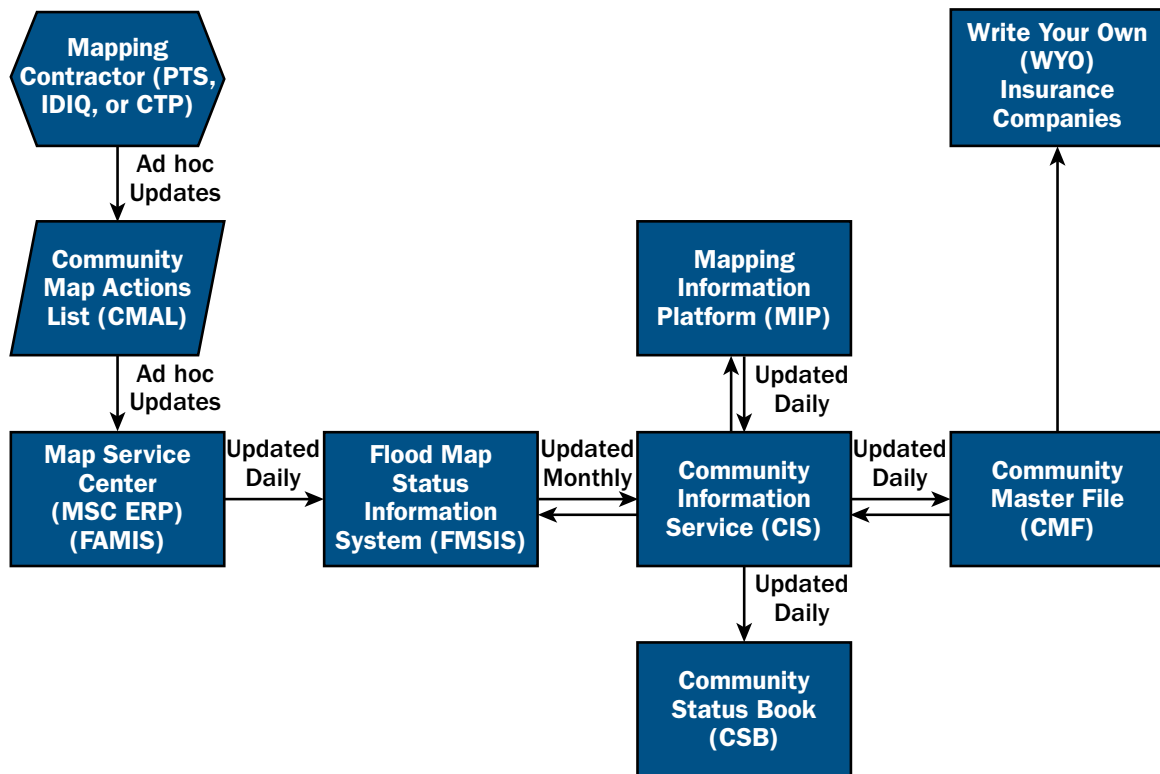 Mapping
Contractor (PTS,
IDIQ, or CTP)
Write Your Own
(WYO)
Insurance
Companies
Ad hoc
Updates
Community
Map Actions
List (CMAL)
Mapping
Information
Platform (MIP)
Ad hoc
Updates
Updated
Daily
Map Service
Center
(MSC ERP)
(FAMIS)
Updated
Daily
Flood Map
Status
Information
System (FMSIS)
Updated
Monthly
Community
Information
Service (CIS)
Updated
Daily
Community
Master File
(CMF)
Updated
Daily
Community
Status Book
(CSB)